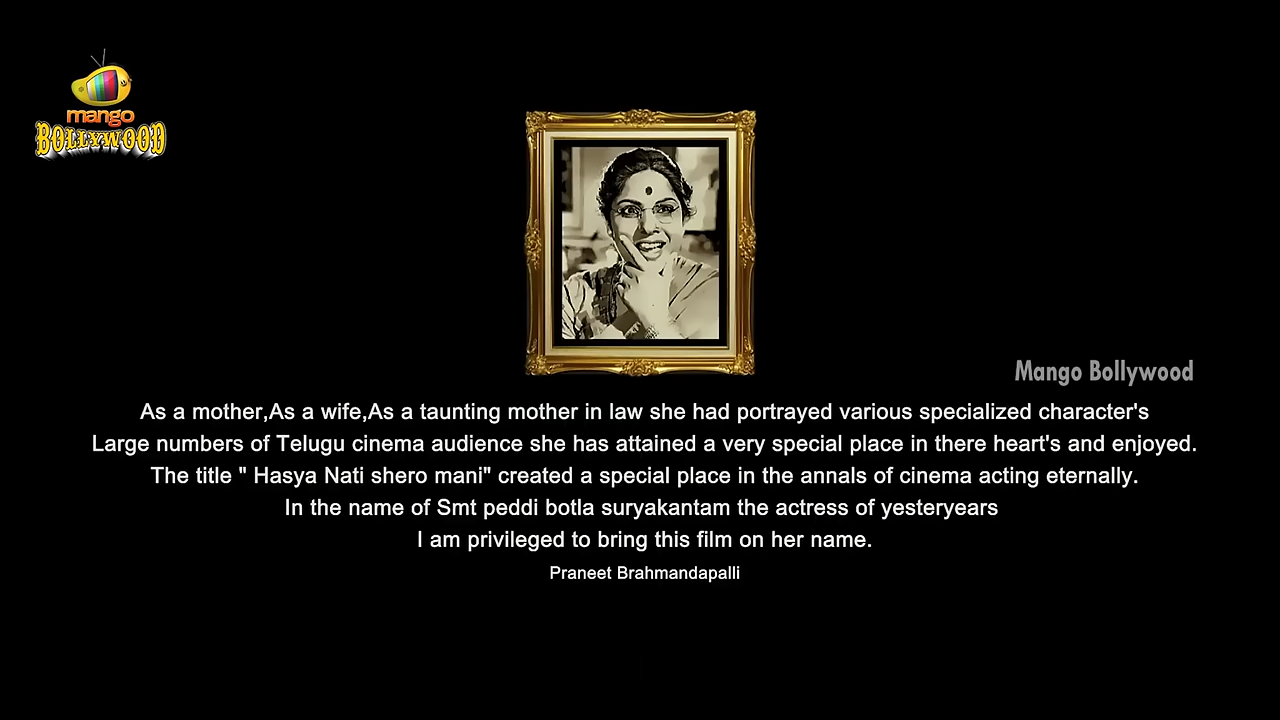 mango
BOLLYWOOD
Mango Bollywood
As a mother,As a wife,As a taunting mother in law she had portrayed various specialized character's
Large numbers of Telugu cinema audience she has attained a very special place in there heart's and enjoyed.
The title " Hasya Nati shero mani" created a special place in the annals of cinema acting eternally.
In the name of Smt peddi botla suryakantam the actress of yesteryears
I am privileged to bring this film on her name.
Praneet Brahmandapalli